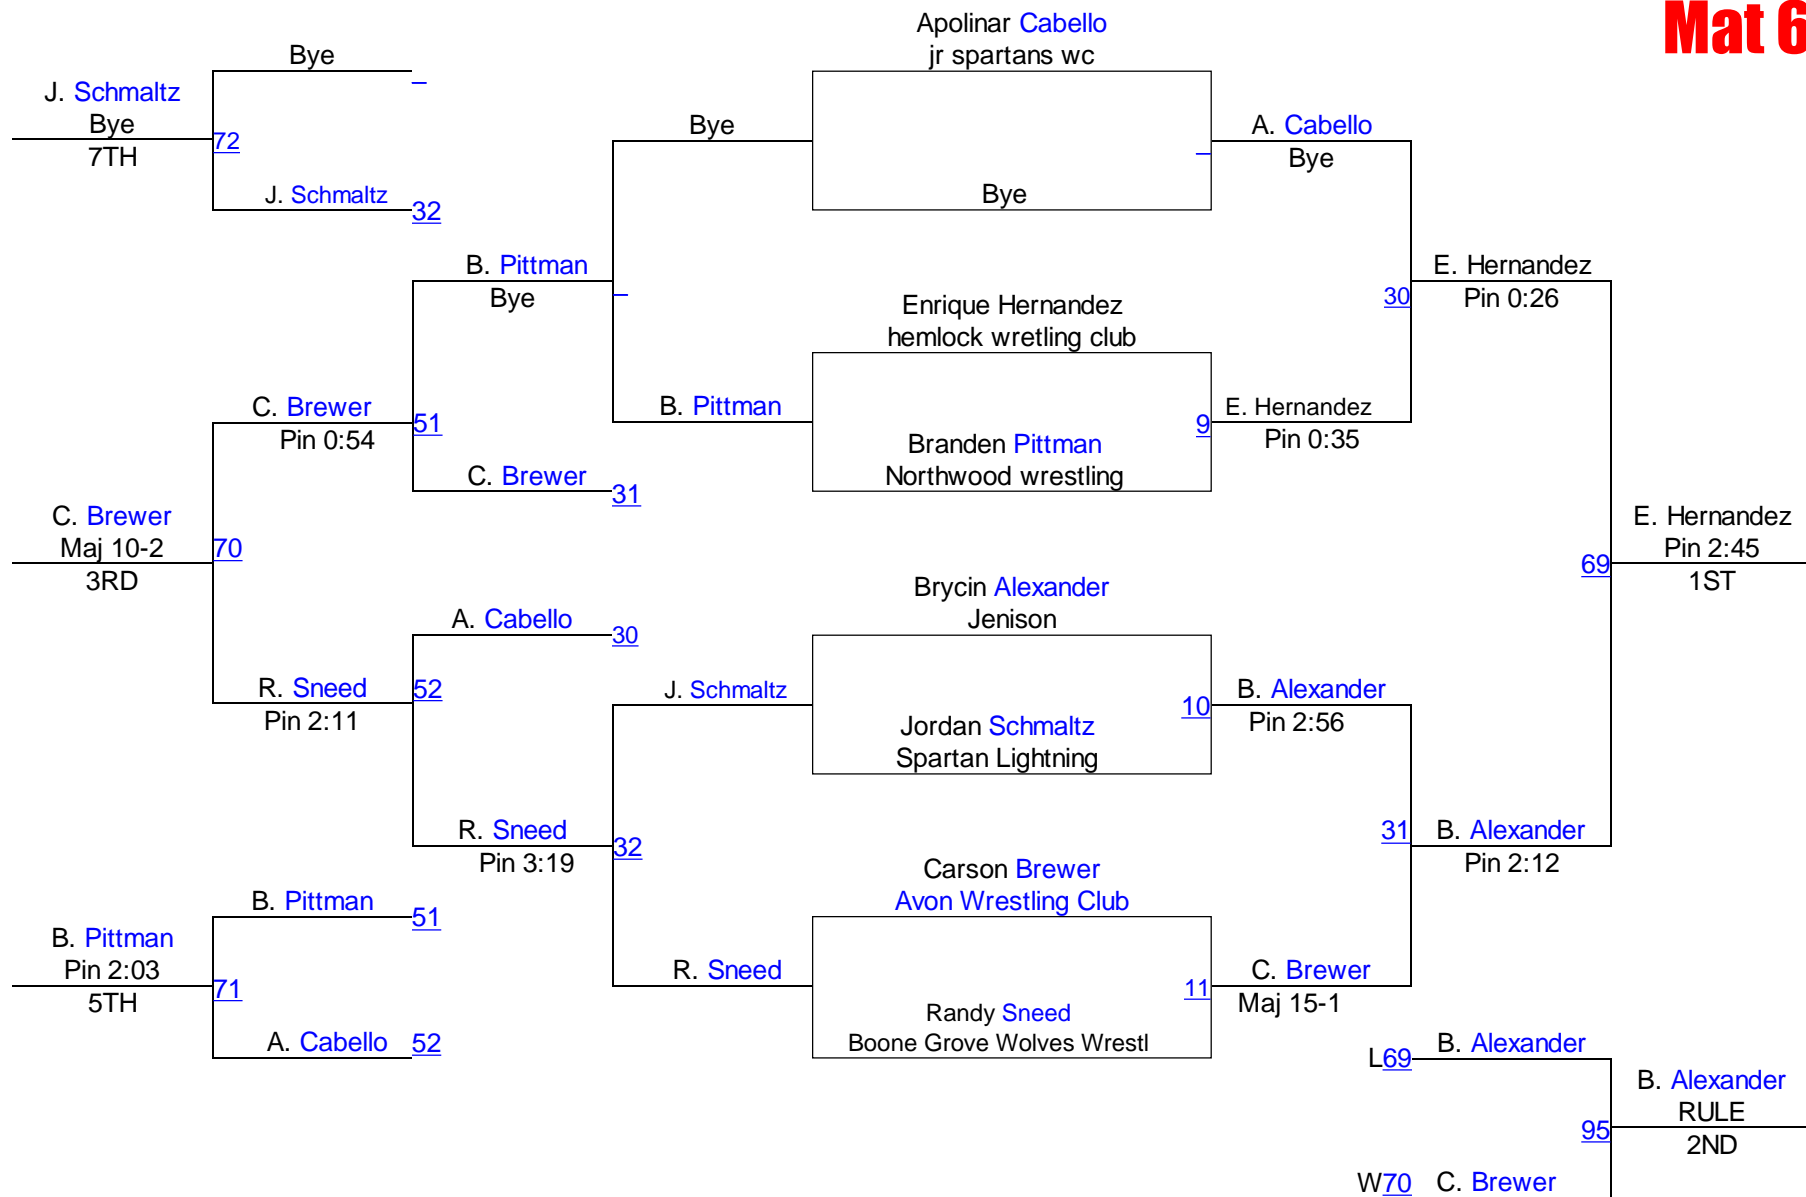 Mat 6
Apolinar Cabello
jr spartans wc
Bye
J. Schmaltz
Bye
7TH
72
J. Schmaltz
32
Bye
Bye
A. Cabello
Bye
B. Pittman
Bye
Enrique Hernandez
hemlock wretling club
30
E. Hernandez
Pin 0:26
C. Brewer
Pin 0:54
51
B. Pittman
Branden Pittman
Northwood wrestling
9
E. Hernandez
Pin 0:35
C. Brewer
31
C. Brewer
Maj 10-2
3RD
70
E. Hernandez
Pin 2:45
1ST
69
Brycin Alexander
Jenison
A. Cabello
30
R. Sneed
Pin 2:11
52
J. Schmaltz
Jordan Schmaltz
Spartan Lightning
10
B. Alexander
Pin 2:56
R. Sneed
Pin 3:19
32
31
B. Alexander
Pin 2:12
Carson Brewer
Avon Wrestling Club
B. Pittman
51
B. Pittman
Pin 2:03
5TH
71
R. Sneed
Randy Sneed
Boone Grove Wolves Wrestl
11
C. Brewer
Maj 15-1
A. Cabello
52
L69
B. Alexander
B. Alexander
RULE
2ND
95
W70
C. Brewer